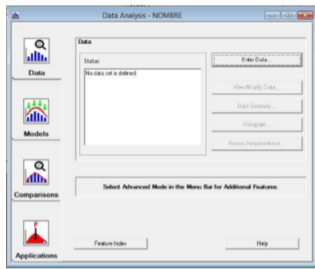 Data Analysis - NOMBRE
Data
Models
Comparisons
Applications
Data
Status:
No data set is defined.
Enter Data...
View/Modify Data ...
Data Summary ...
Histogram ...
Assess Independence...
Select Advanced Mode in the Menu Bar for Additional Features.
Feature Index
Help